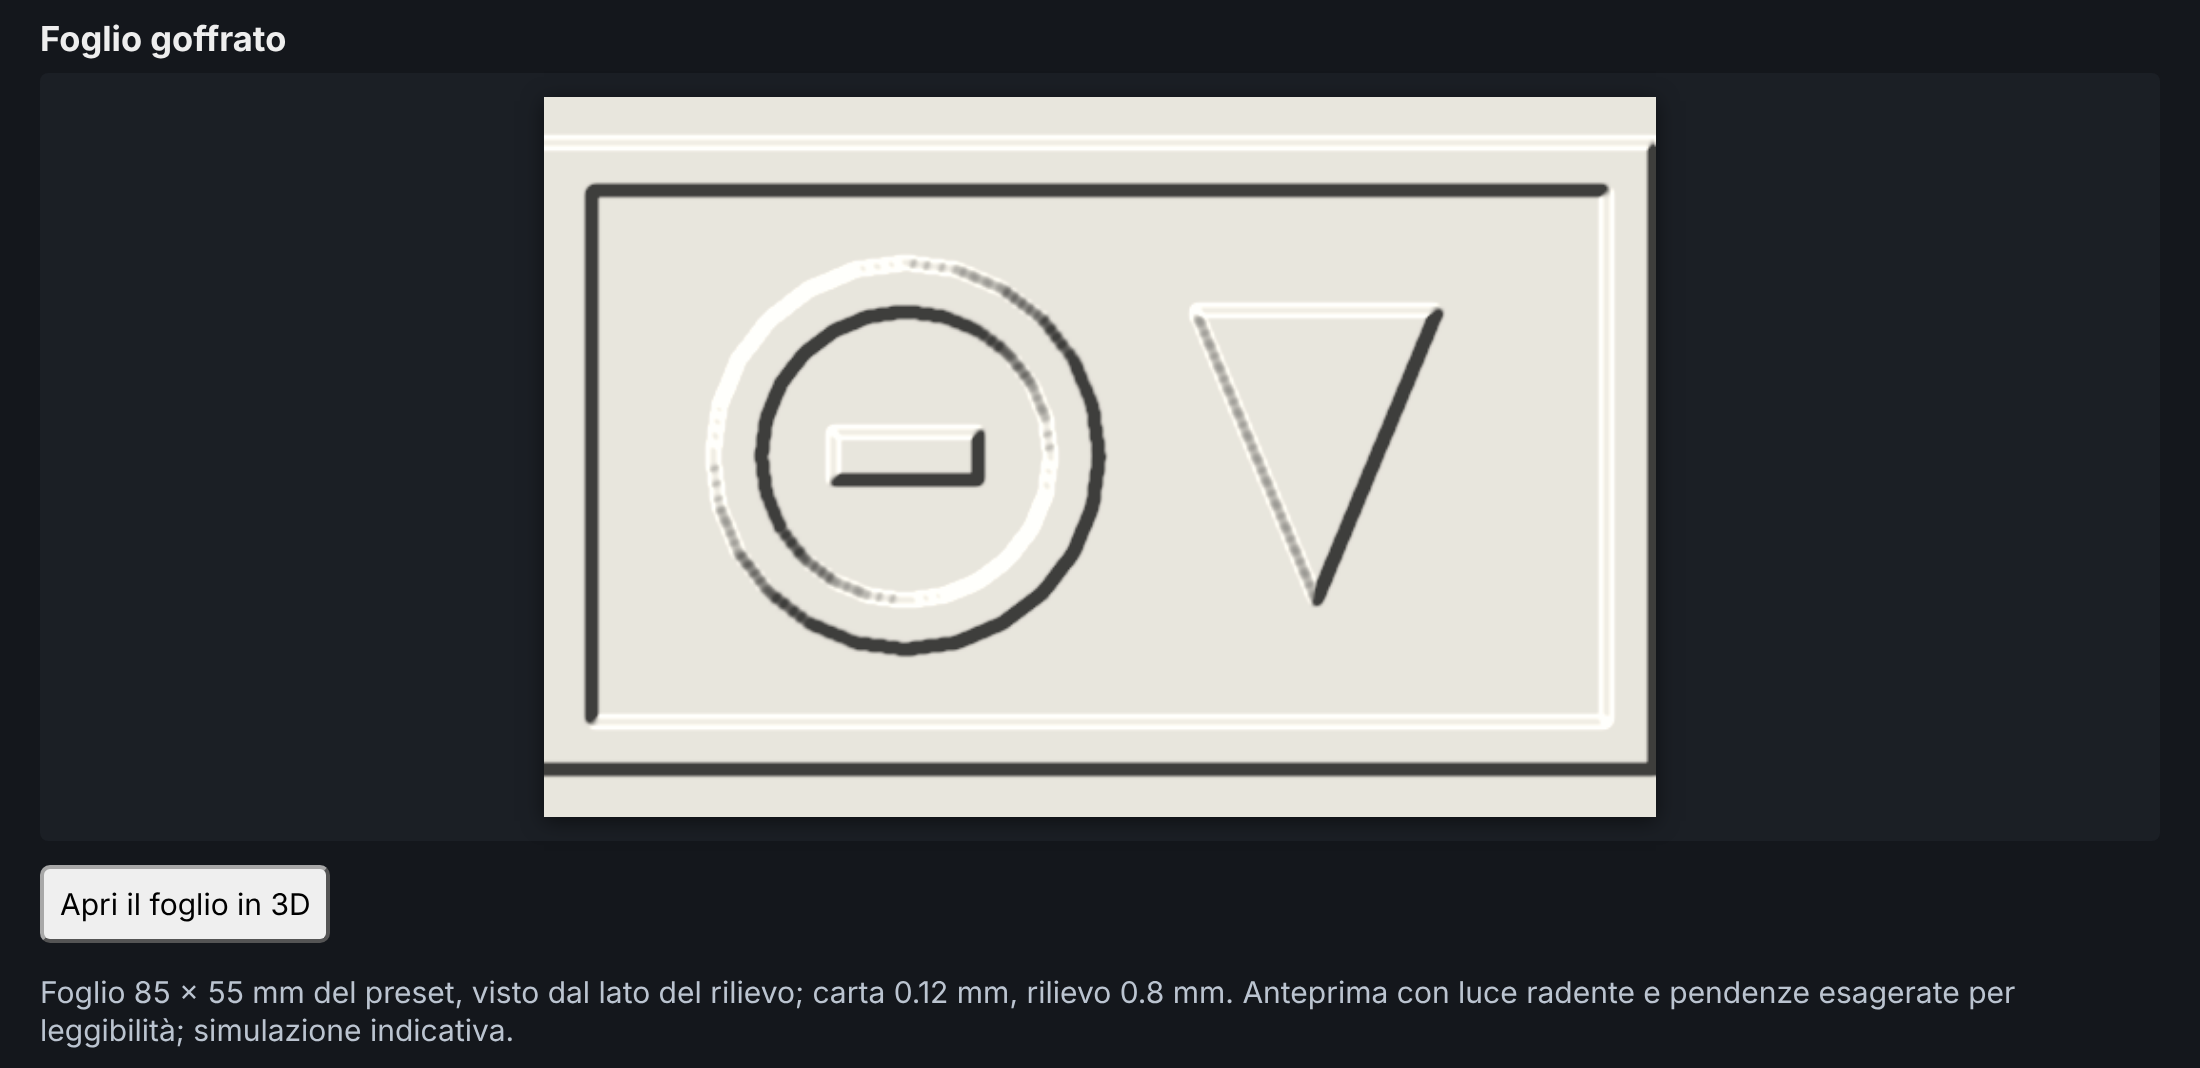 Foglio goffrato
Apri il foglio in 3D
Foglio 85 × 55 mm del preset, visto dal lato del rilievo; carta 0.12 mm, rilievo 0.8 mm. Anteprima con luce radente e pendenze esagerate per
leggibilità; simulazione indicativa.